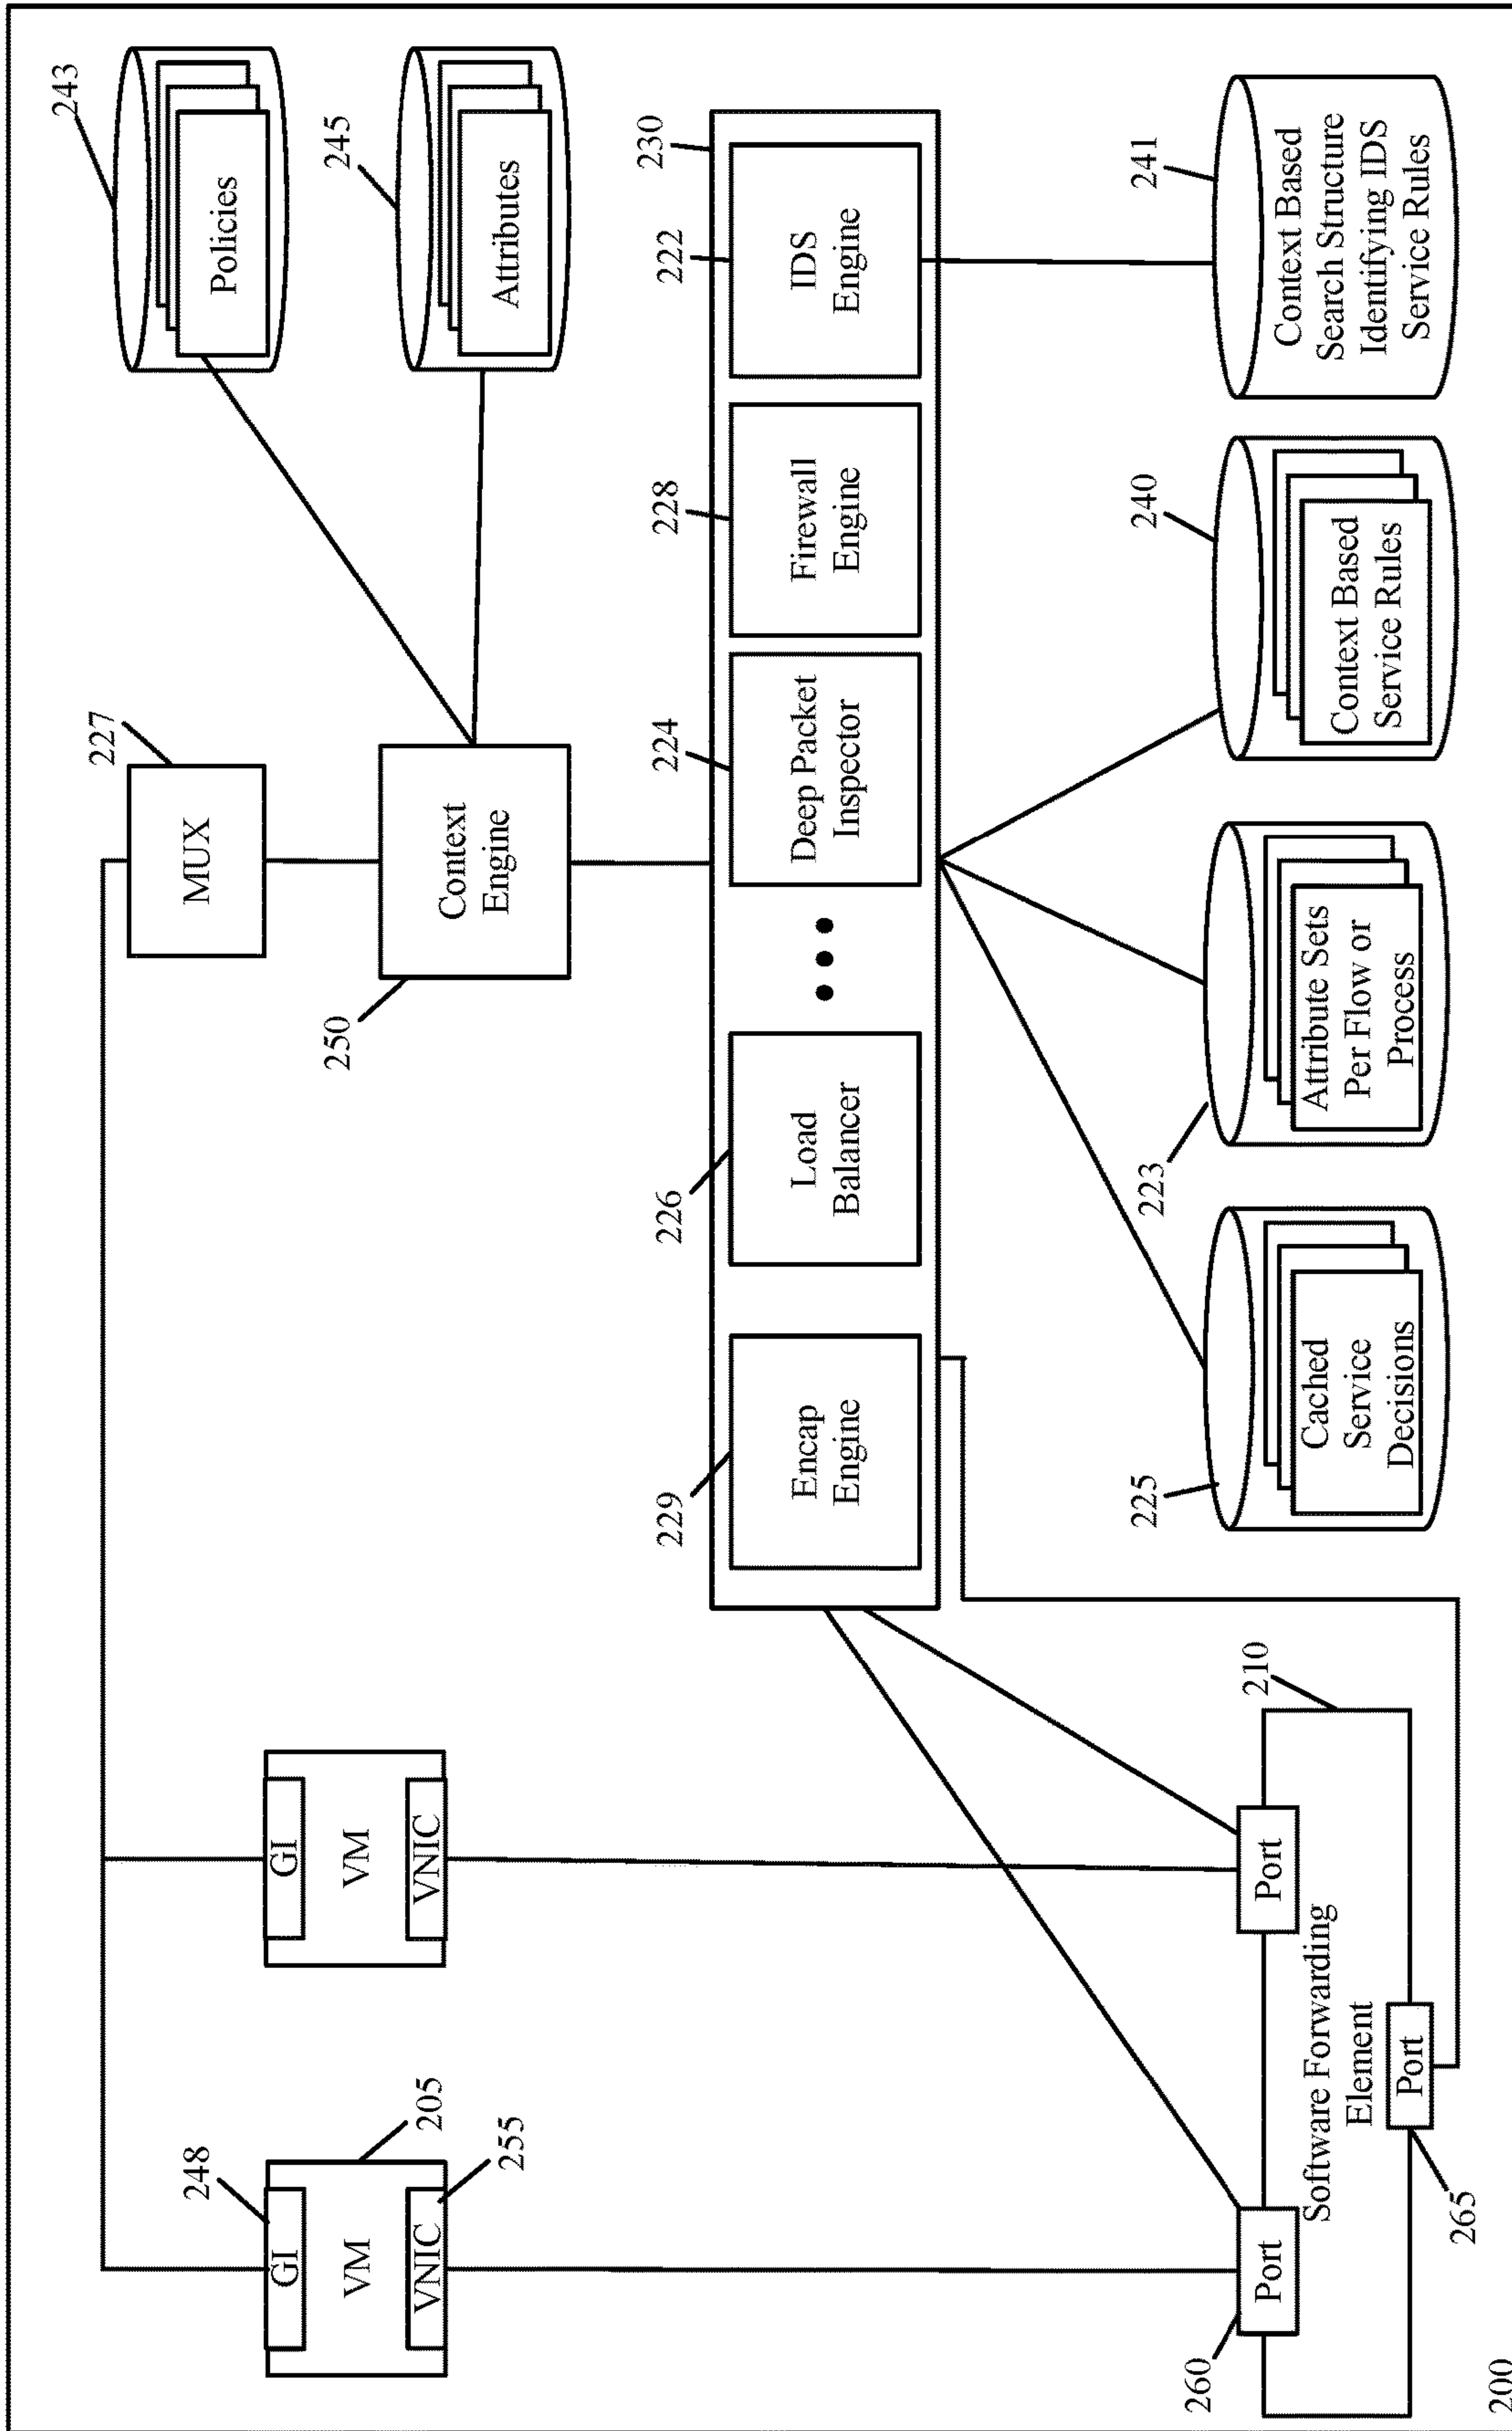 243
Policies
245
Attributes
227
MUX
Context
Engine
250
GI
VM
VNIC
248
GI
VM
VNIC
205
255
230
229
Encap
Engine
226
Load
Balancer
224
Deep Packet
Inspector
228
Firewall
Engine
222
IDS
Engine
225
Cached
Service
Decisions
223
Attribute Sets
Per Flow or
Process
240
Context Based
Service Rules
241
Context Based
Search Structure
Identifying IDS
Service Rules
210
260
Port
Port
Software Forwarding
Element
Port
265
200